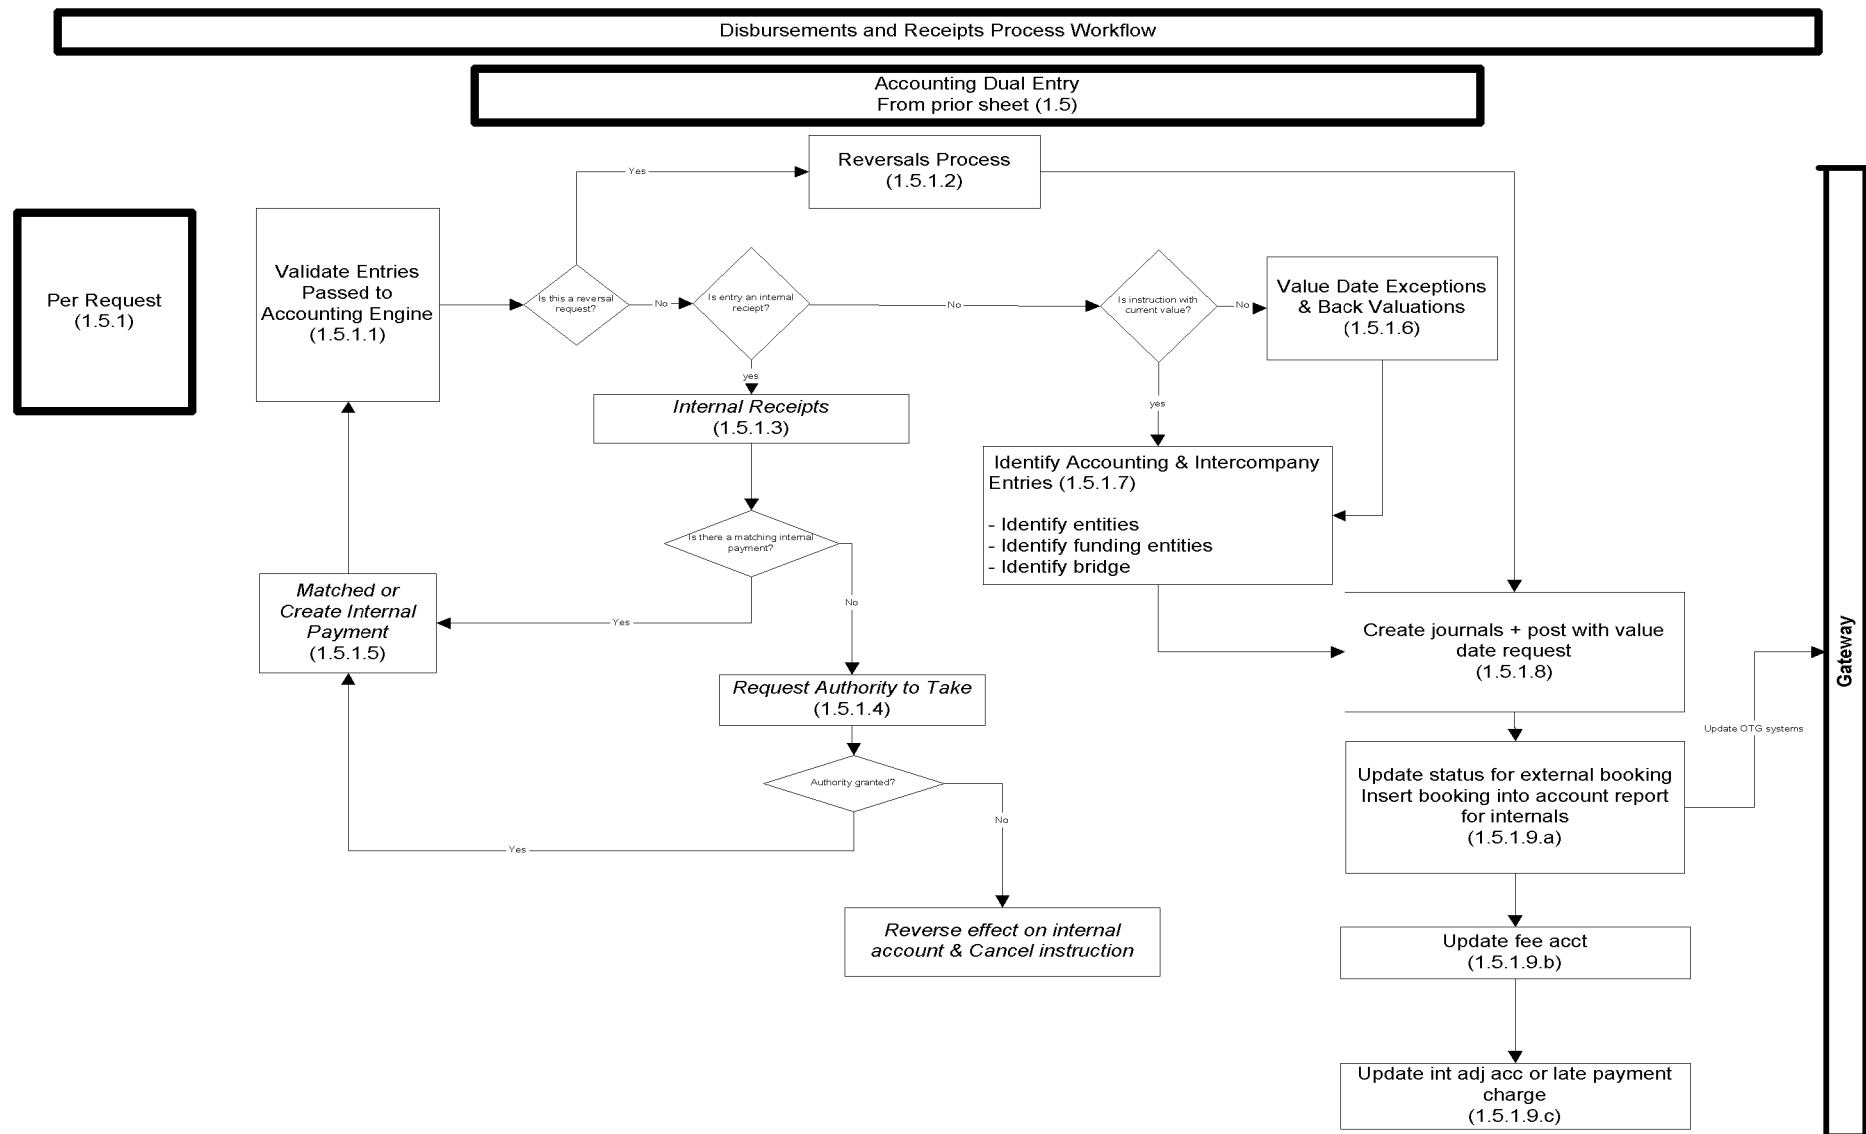 Disbursements and Receipts Process Workflow
Accounting Dual Entry
From prior sheet (1.5)
Reversals Process
(1.5.1.2)
Yes
Per Request
(1.5.1)
Validate Entries
Passed to
Accounting Engine
(1.5.1.1)
Is this a reversal
request?
No
Is entry an internal
reciept?
No
Is instruction with
current value?
No
Value Date Exceptions
& Back Valuations
(1.5.1.6)
yes
yes
Internal Receipts
(1.5.1.3)
Identify Accounting & Intercompany
Entries (1.5.1.7)
- Identify entities
- Identify funding entities
- Identify bridge
Is there a matching internal
payment?
No
Yes
Matched or
Create Internal
Payment
(1.5.1.5)
Create journals + post with value
date request
(1.5.1.8)
Gateway
Request Authority to Take
(1.5.1.4)
Update OTG systems
Authority granted?
No
Yes
Update status for external booking
Insert booking into account report
for internals
(1.5.1.9.a)
Reverse effect on internal
account & Cancel instruction
Update fee acct
(1.5.1.9.b)
Update int adj acc or late payment
charge
(1.5.1.9.c)